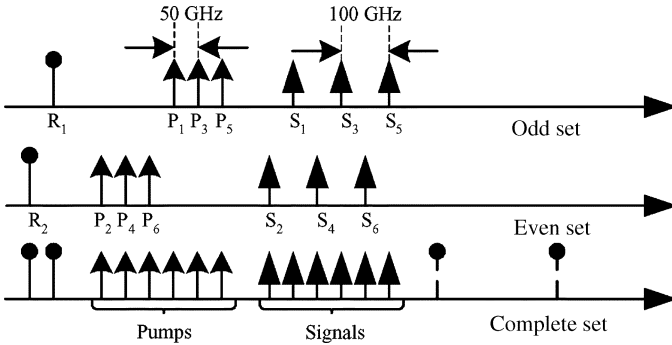 50 GHz 100 GHz
R1 P1 P3 P5 S1 S3 S5 Odd set
R2 P2 P4 P6 S2 S4 S6 Even set
Pumps Signals Complete set